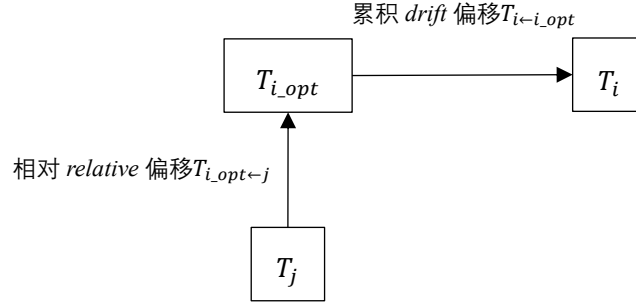 累积 drift 偏移T_{i←i_opt}
T_{i_opt}
T_i
相对 relative 偏移T_{i_opt←j}
T_j